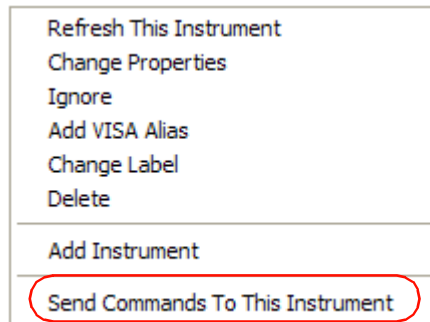 Refresh This Instrument
Change Properties
Ignore
Add VISA Alias
Change Label
Delete
Add Instrument
Send Commands To This Instrument